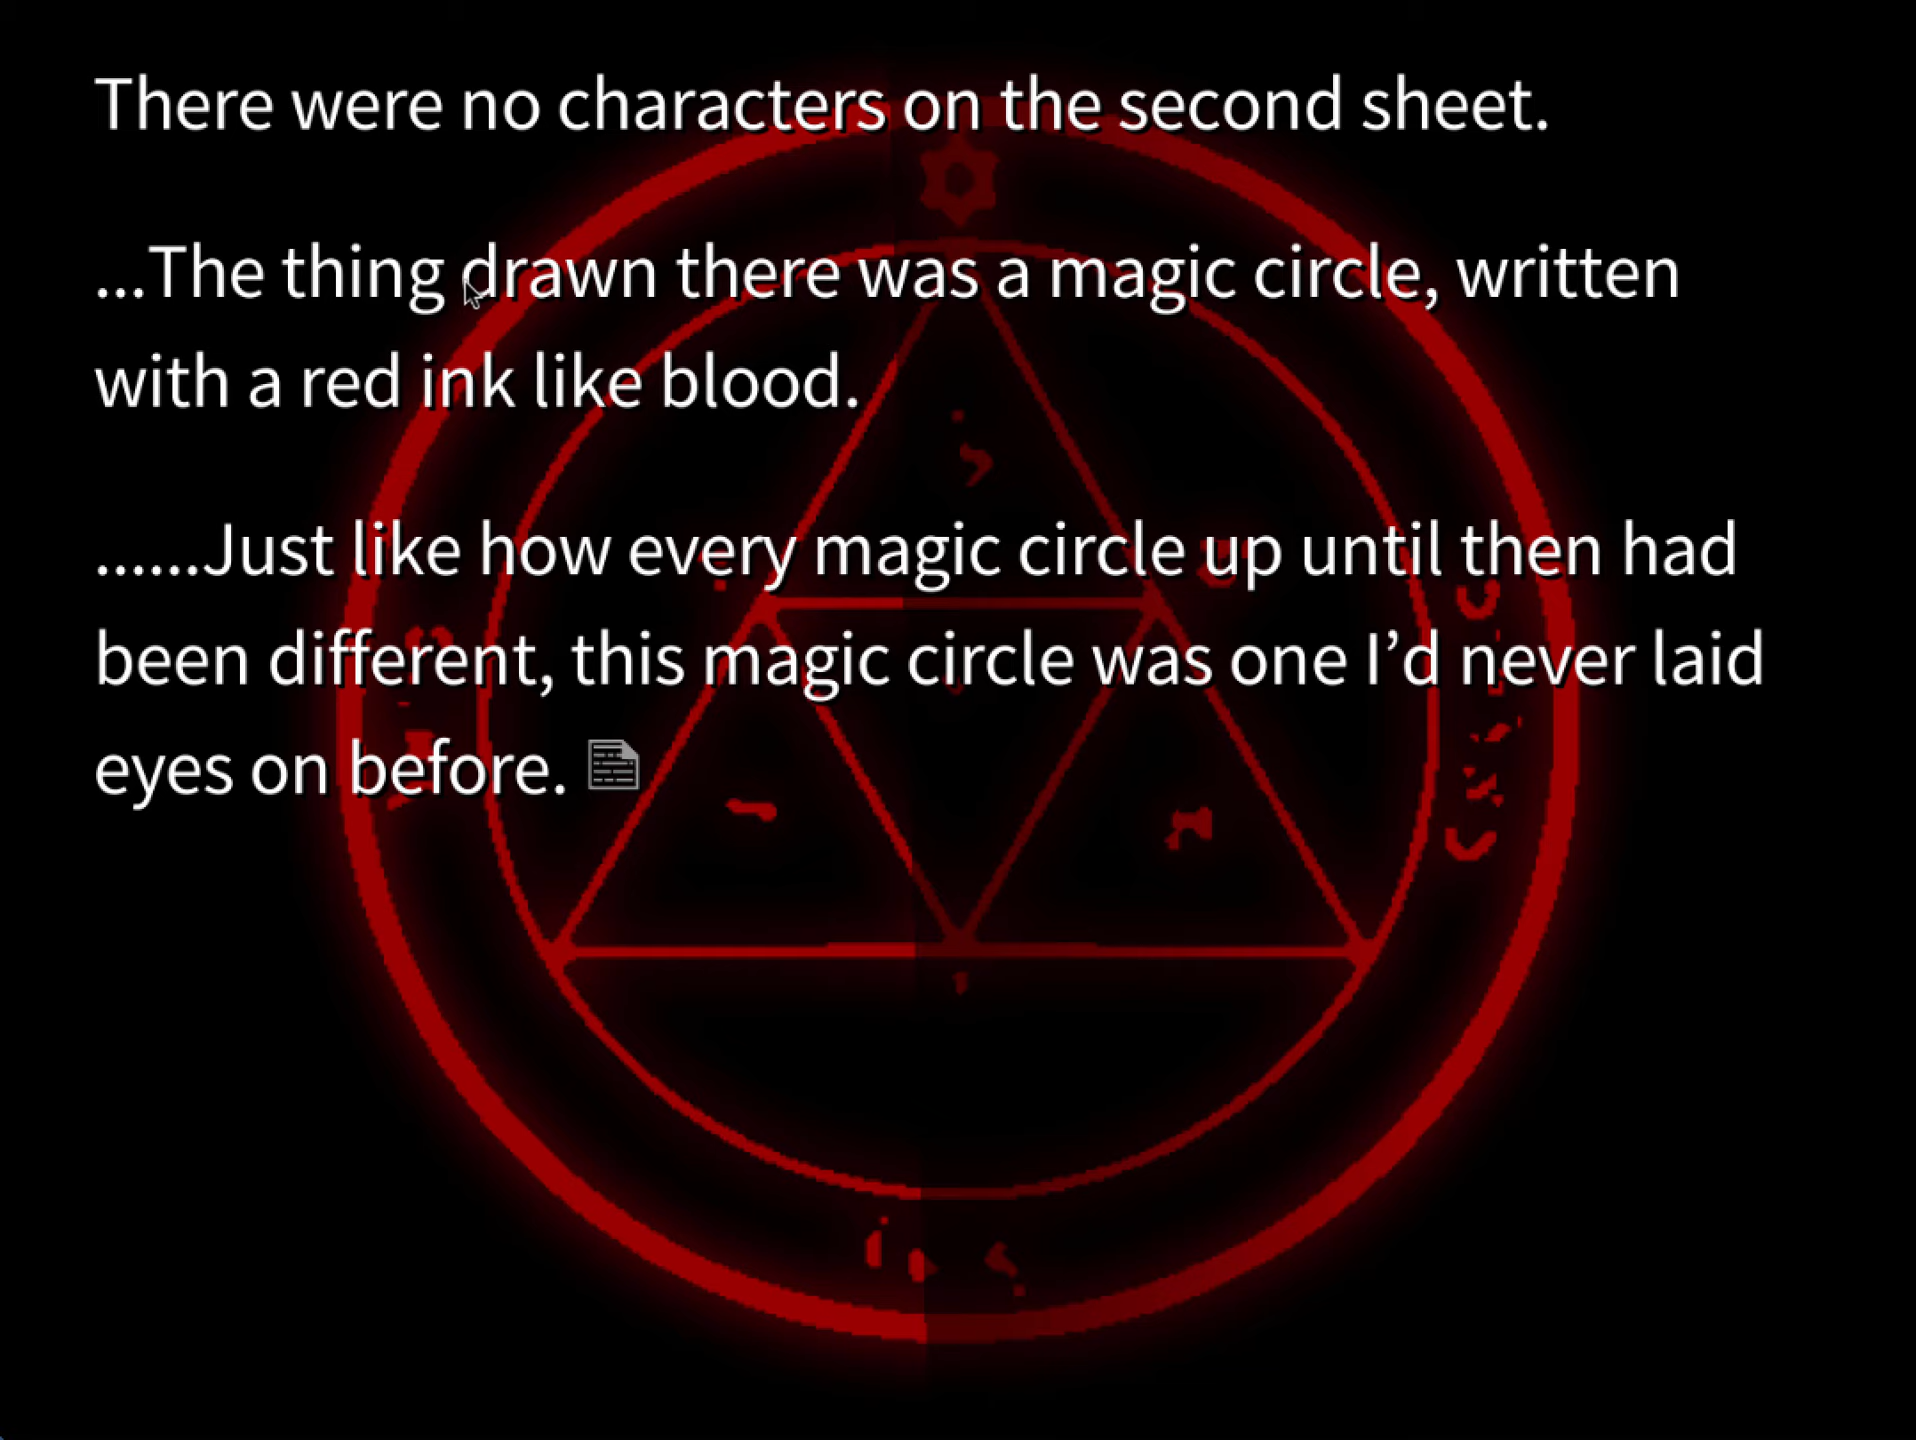 There were no characters on the second sheet.
...The thing drawn there was a magic circle, written
with a red ink like blood.
......Just like how every magic circle up until then had
been different, this magic circle was one I’d never laid
eyes on before.